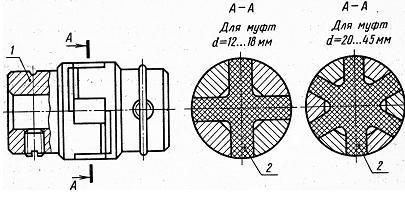 А–А
Для муфт
d=12...18 мм
А–А
Для муфт
d=20...45 мм
1
А
А
2
2